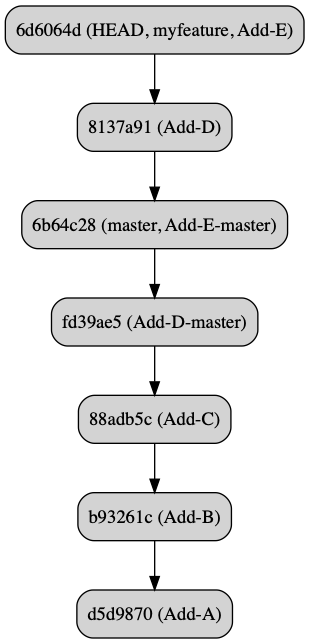 6d6064d (HEAD, myfeature, Add-E)
8137a91 (Add-D)
6b64c28 (master, Add-E-master)
fd39ae5 (Add-D-master)
88adb5c (Add-C)
b93261c (Add-B)
d5d9870 (Add-A)